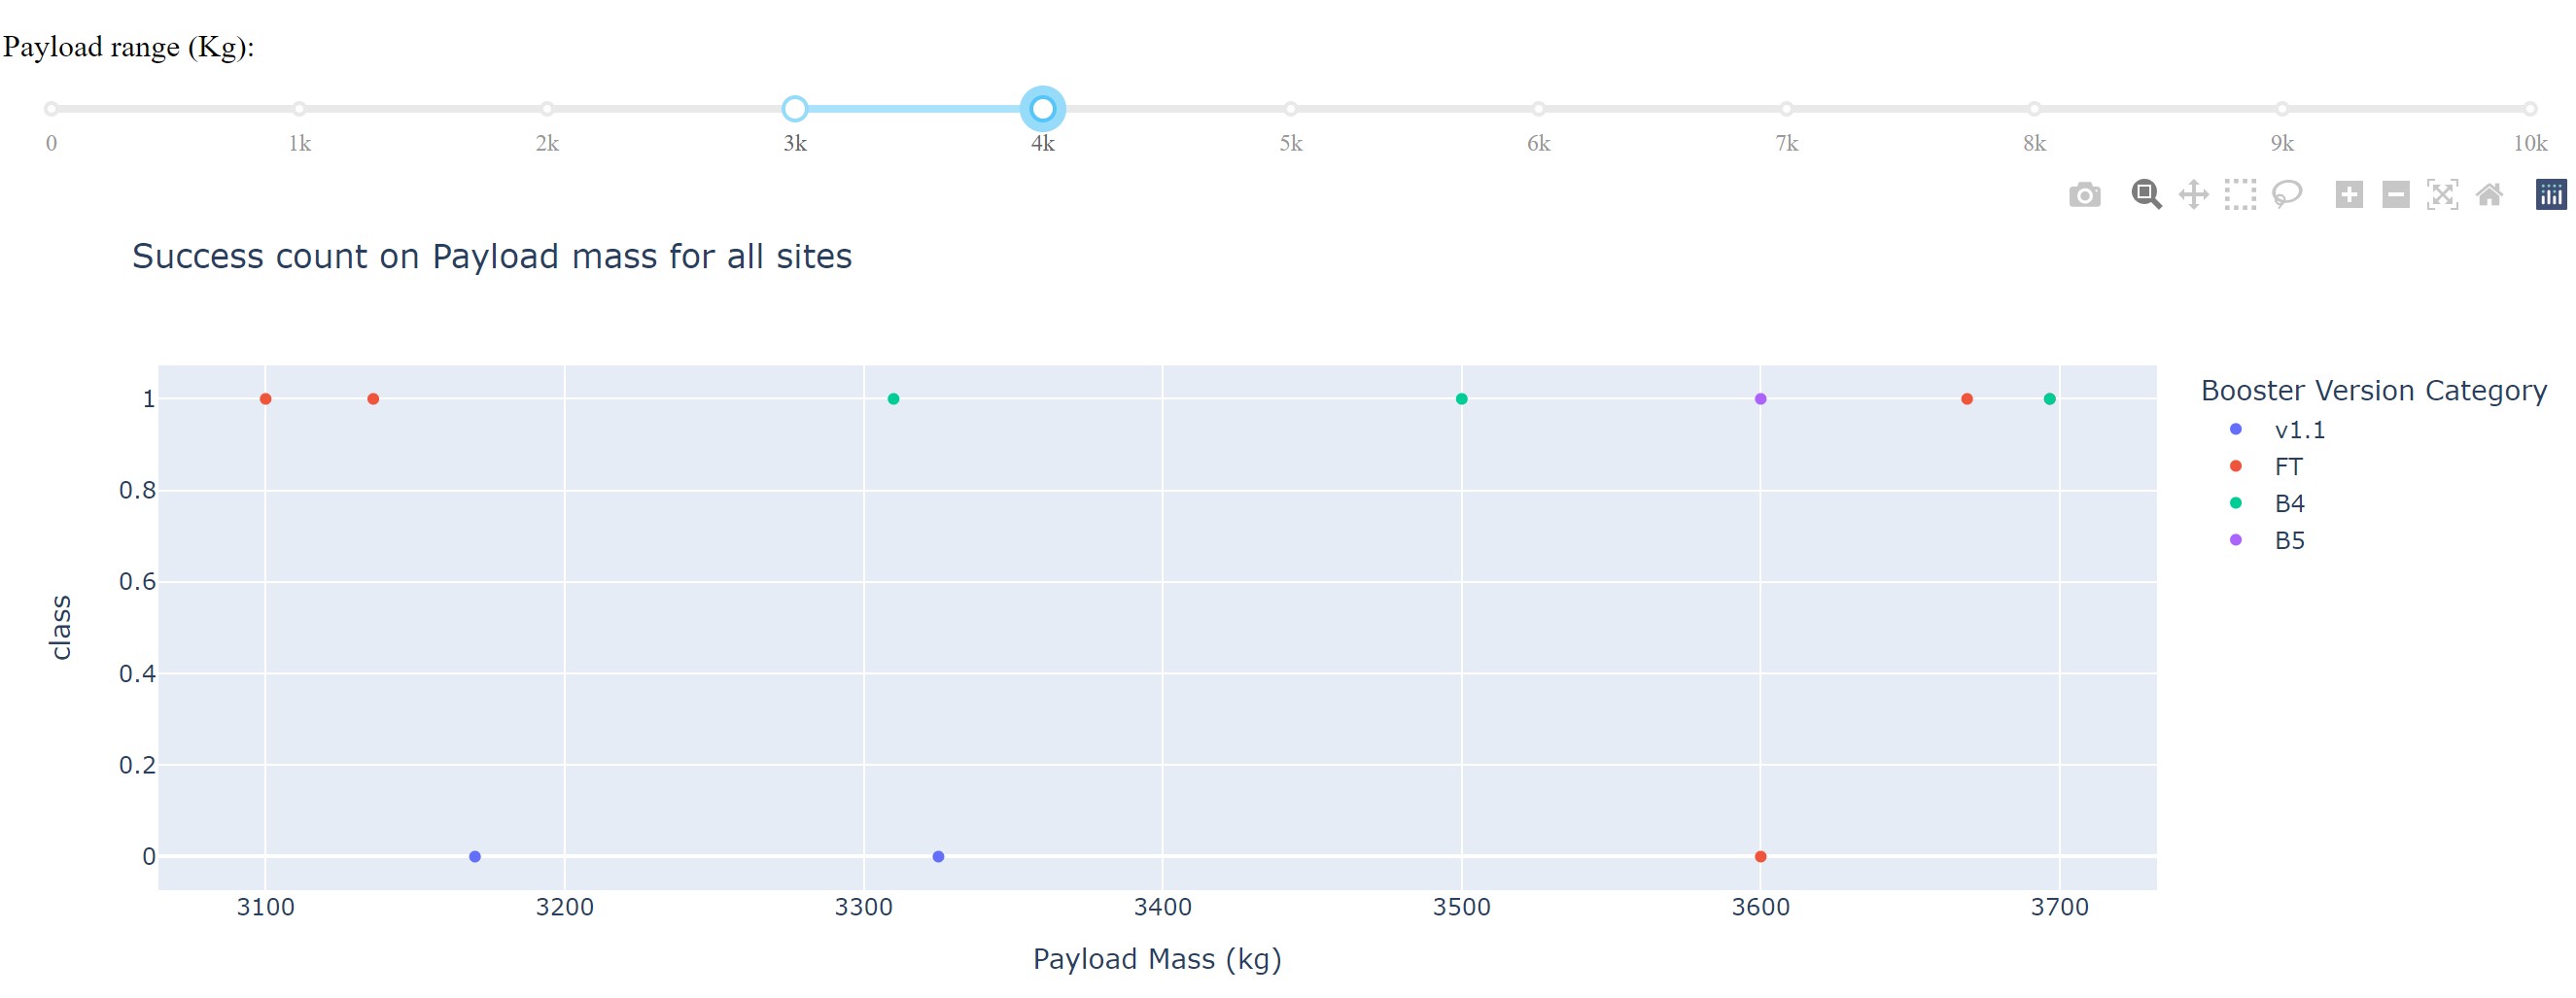 Payload range (Kg):
0 1k 2k 3k 4k 5k 6k 7k 8k 9k 10k
Success count on Payload mass for all sites
1
0.8
0.6
0.4
0.2
0
class
3100 3200 3300 3400 3500 3600 3700
Payload Mass (kg)
Booster Version Category
v1.1
FT
B4
B5